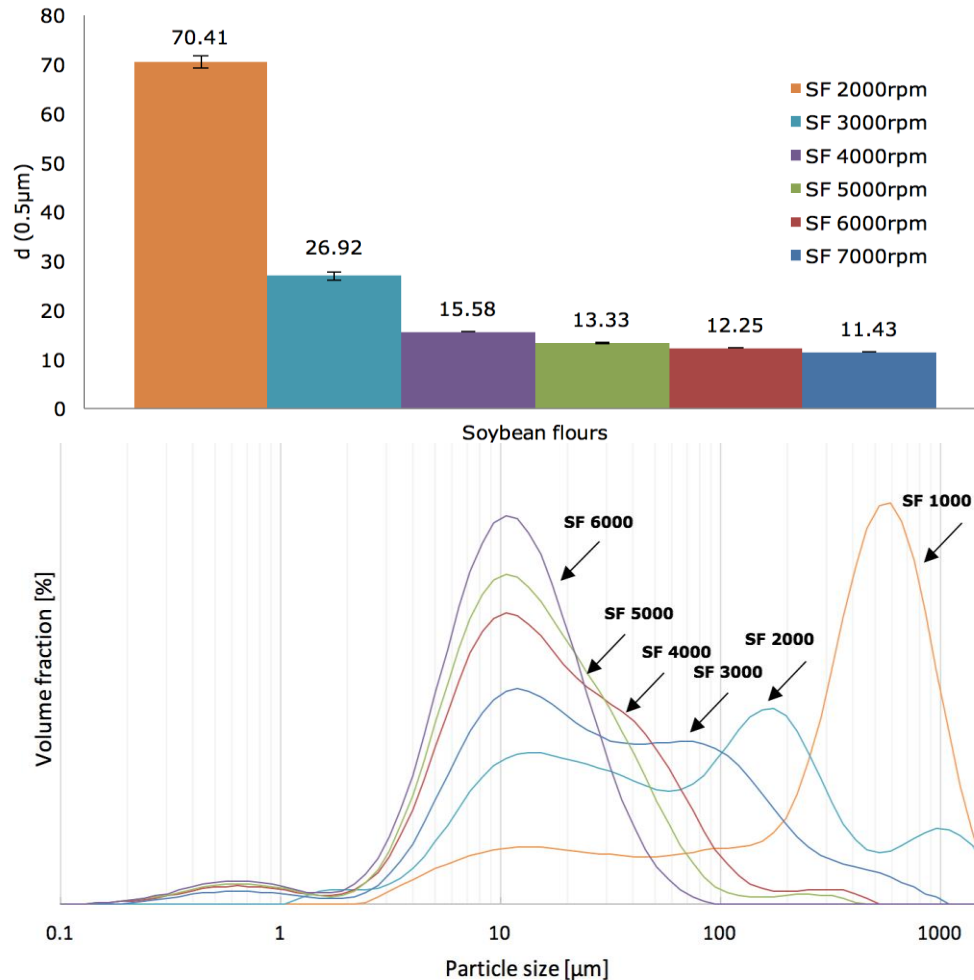 80
70
60
50
40
30
20
10
0
d (0.5µm)
70.41
26.92
15.58
13.33
12.25
11.43
SF 2000rpm
SF 3000rpm
SF 4000rpm
SF 5000rpm
SF 6000rpm
SF 7000rpm
Soybean flours
Volume fraction [%]
SF 6000
SF 5000
SF 4000
SF 3000
SF 2000
SF 1000
0.1
1
10
100
1000
Particle size [µm]